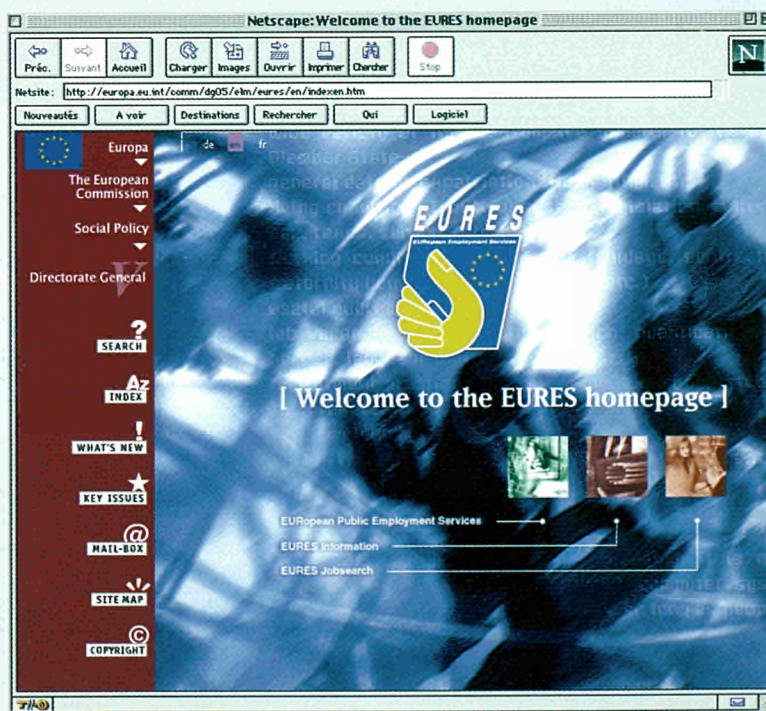 Netscape: Welcome to the EURES homepage
Préc. Suivant Accueil Charger Images Ouvrir Imprimer Chercher Stop
N
Netsite: http://europa.eu.int/comm/dg05/elm/eures/en/indexen.htm
Nouveautés A voir Destinations Rechercher Qui Logiciel
de en fr
Europa
The European
Commission
Social Policy
V
Directorate General
?
SEARCH
Az
INDEX
!
WHAT'S NEW
KEY ISSUES
@
MAIL-BOX
SITE MAP
©
COPYRIGHT
EURES
EURopean Employment Services
[ Welcome to the EURES homepage ]
EURopean Public Employment Services
EURES Information
EURES Jobsearch